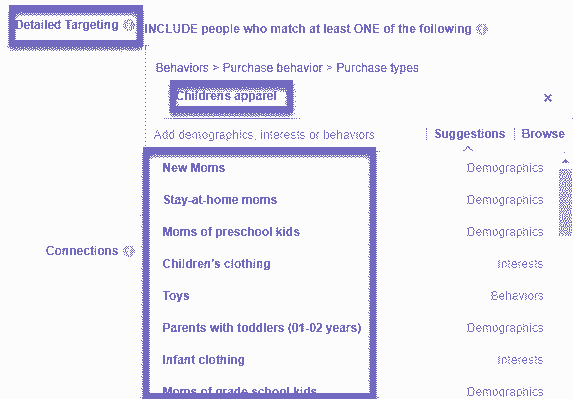 Detailed Targeting
INCLUDE people who match at least ONE of the following
Behaviors > Purchase behavior > Purchase types
Childrens apparel
Add demographics, interests or behaviors
Suggestions
Browse
New Moms
Demographics
Stay-at-home moms
Demographics
Moms of preschool kids
Demographics
Connections
Children's clothing
Interests
Toys
Behaviors
Parents with toddlers (01-02 years)
Demographics
Infant clothing
Interests
Moms of grade school kids
Demographics